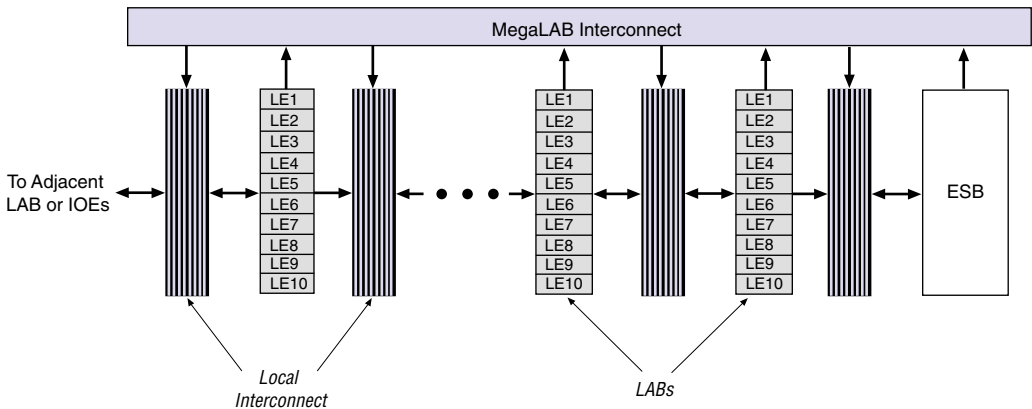 MegaLAB Interconnect
LE1
LE2
LE3
LE4
LE5
LE6
LE7
LE8
LE9
LE10
LE1
LE2
LE3
LE4
LE5
LE6
LE7
LE8
LE9
LE10
LE1
LE2
LE3
LE4
LE5
LE6
LE7
LE8
LE9
LE10
To Adjacent
LAB or IOEs
ESB
Local
Interconnect
LABs